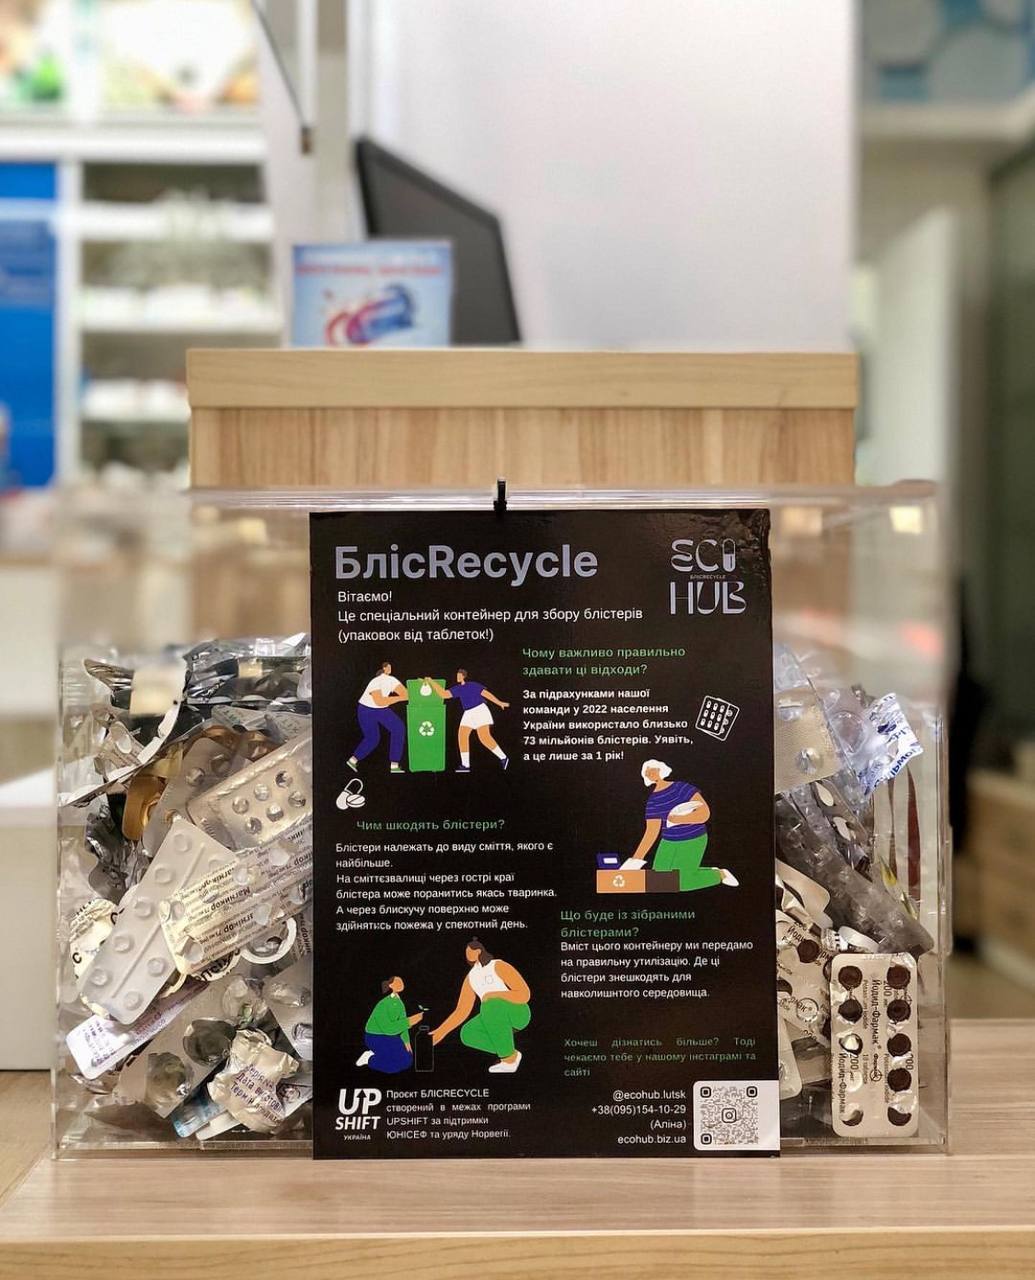 БлісRecycle
ECO
БЛІСRECYCLE
HUB
Вітаємо!
Це спеціальний контейнер для збору блістерів
(упаковок від таблеток!)
Чому важливо правильно
здавати ці відходи?
За підрахунками нашої
команди у 2022 населення
України використало близько
73 мільйонів блістерів. Уявіть,
а це лише за 1 рік!
Чим шкодять блістери?
Блістери належать до виду сміття, якого є
найбільше.
На сміттєзвалищі через гострі краї
блістера може поранитись якась тваринка.
А через блискучу поверхню може
здійнятись пожежа у спекотний день.
Що буде із зібраними
блістерами?
Вміст цього контейнеру ми передамо
на правильну утилізацію. Де ці
блістери знешкодять для
навколишнтого середовища.
Хочеш дізнатись більше? Тоді
чекаємо тебе у нашому інстаграмі та
сайті
UP
SHIFT
УКРАЇНА
Проєкт БЛІСRECYCLE
створений в межах програми
UPSHIFT за підтримки
ЮНІСЕФ та уряду Норвегії.
@ecohub.lutsk
+38(095)154-10-29
(Аліна)
ecohub.biz.ua
Магнікор
Йодид-Фармак®
200